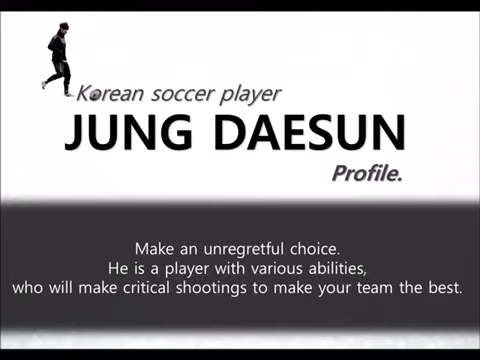 Korean soccer player
JUNG DAESUN
Profile.
Make an unregretful choice.
He is a player with various abilities,
who will make critical shootings to make your team the best.